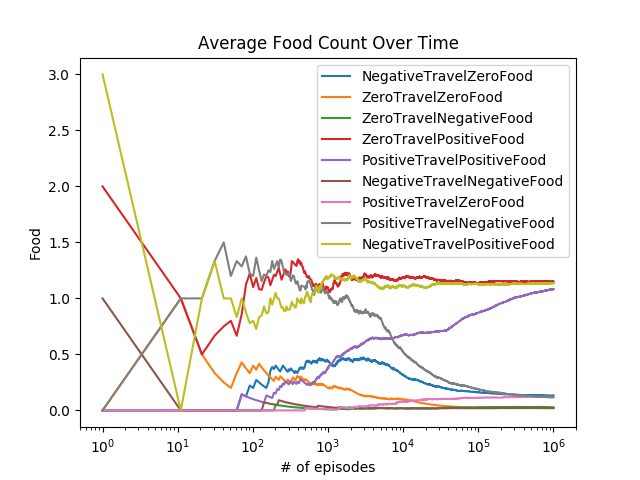 Average Food Count Over Time
3.0
2.5
2.0
1.5
1.0
0.5
0.0
Food
NegativeTravelZeroFood
ZeroTravelZeroFood
ZeroTravelNegativeFood
ZeroTravelPositiveFood
PositiveTravelPositiveFood
NegativeTravelNegativeFood
PositiveTravelZeroFood
PositiveTravelNegativeFood
NegativeTravelPositiveFood
10⁰ 10¹ 10² 10³ 10⁴ 10⁵ 10⁶
# of episodes